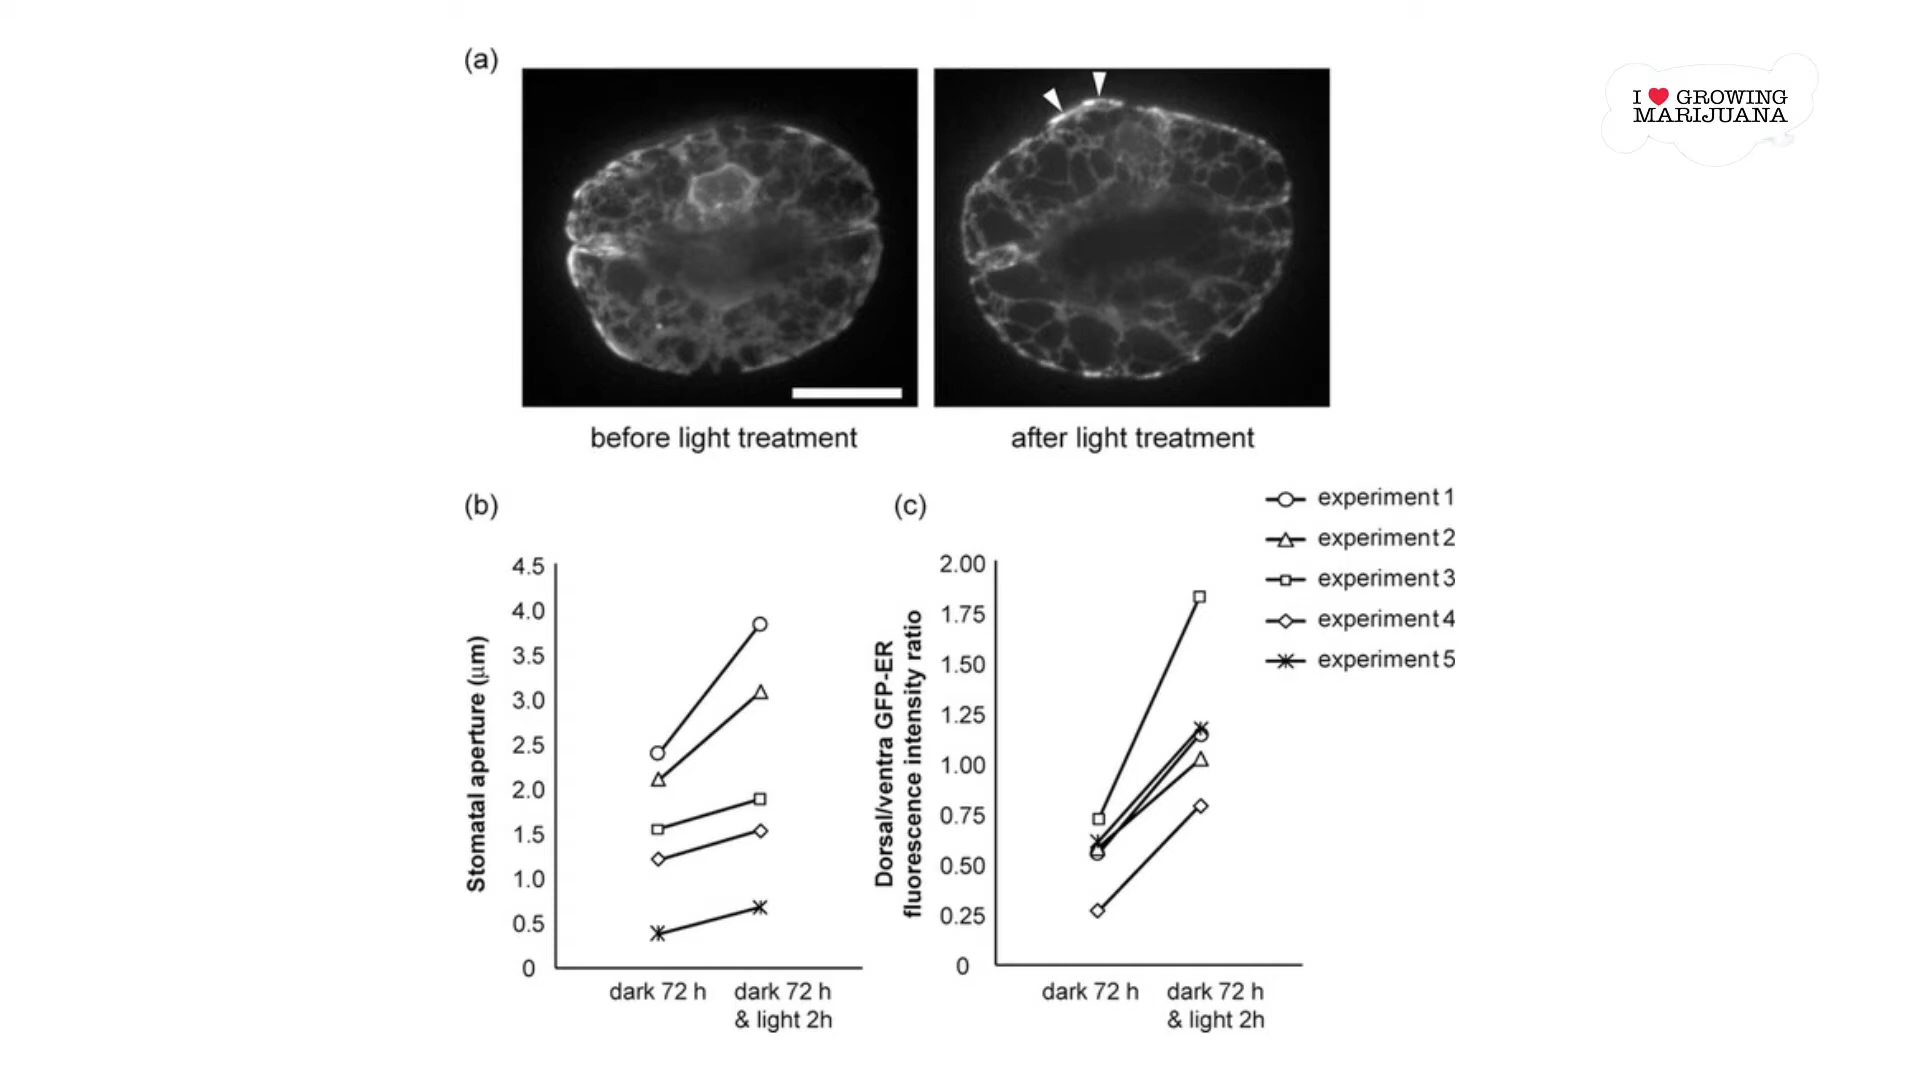 (a)
I ❤ GROWING
MARIJUANA
before light treatment
after light treatment
(b)
Stomatal aperture (μm)
4.5
4.0
3.5
3.0
2.5
2.0
1.5
1.0
0.5
0
dark 72 h
dark 72 h
& light 2h
(c)
Dorsal/ventra GFP-ER
fluorescence intensity ratio
2.00
1.75
1.50
1.25
1.00
0.75
0.50
0.25
0
dark 72 h
dark 72 h
& light 2h
experiment 1
experiment 2
experiment 3
experiment 4
experiment 5